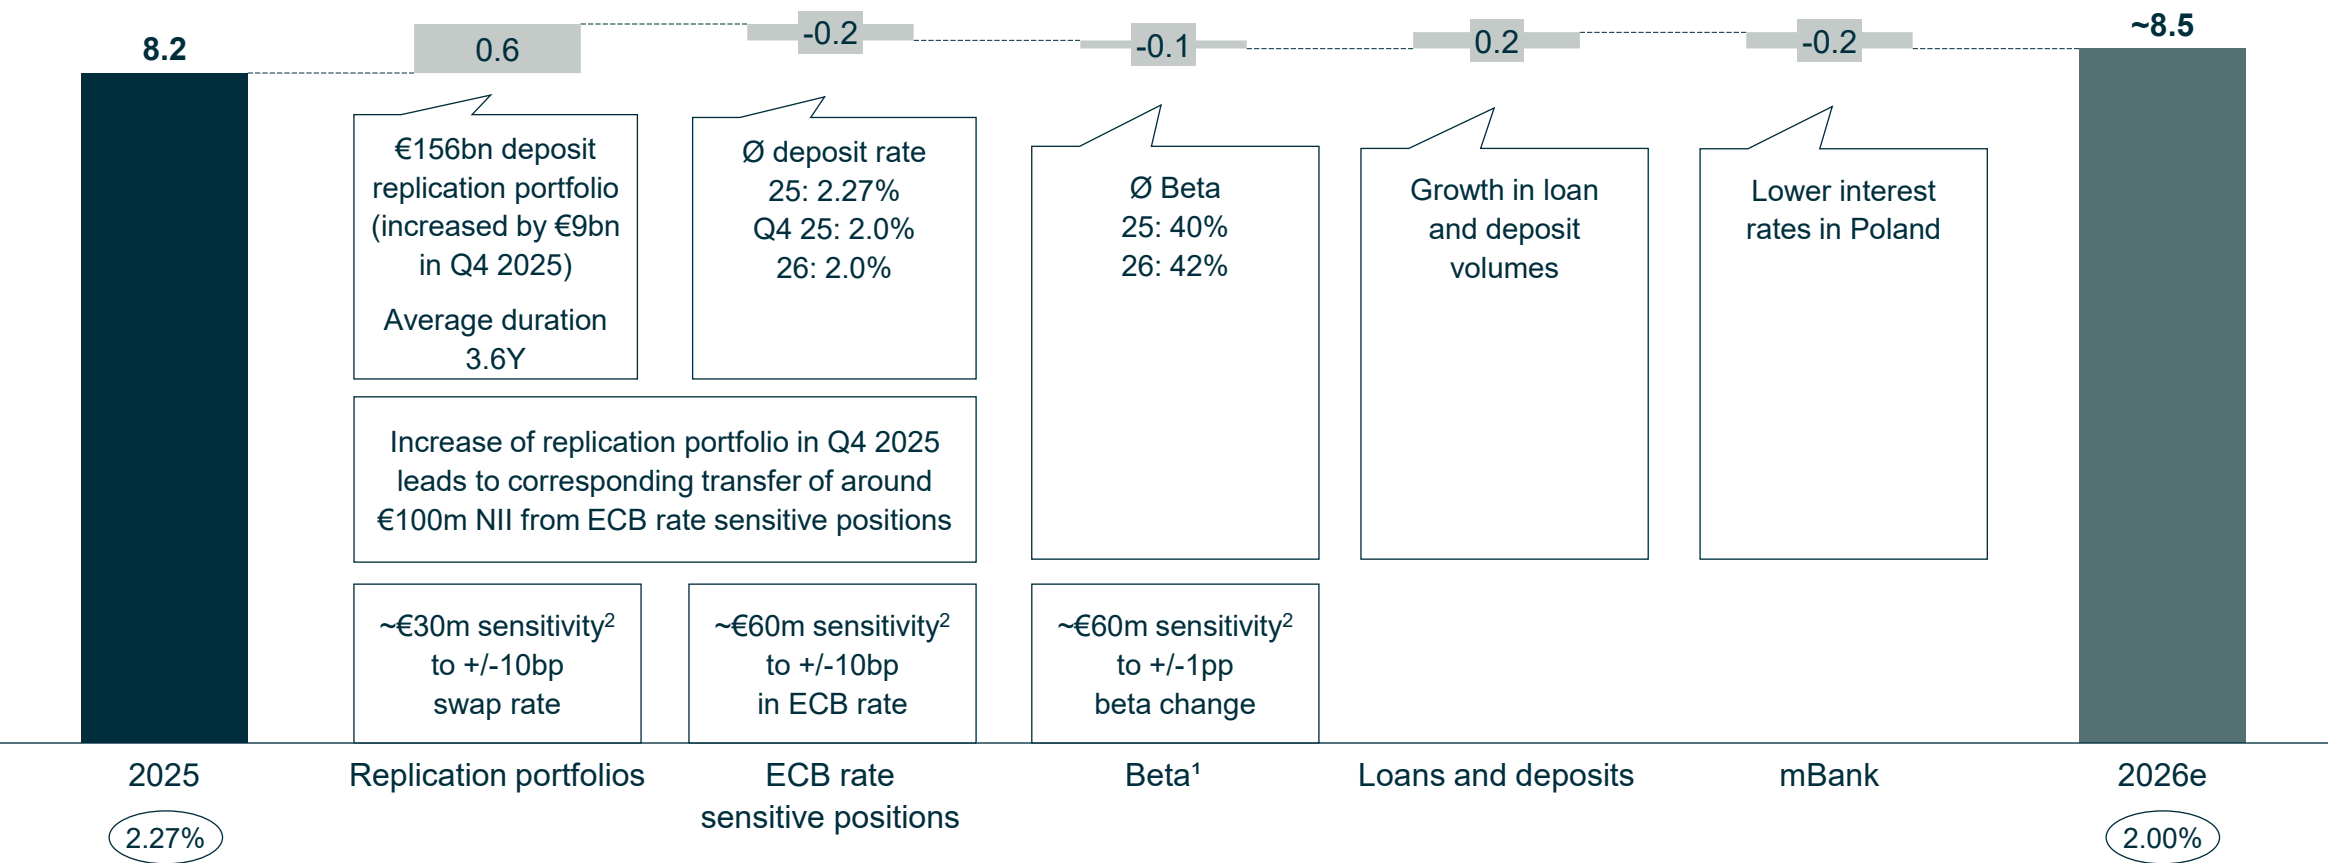 8.2
0.6
-0.2
-0.1
0.2
-0.2
~8.5
€156bn deposit
replication portfolio
(increased by €9bn
in Q4 2025)
Average duration
3.6Y
Ø deposit rate
25: 2.27%
Q4 25: 2.0%
26: 2.0%
Ø Beta
25: 40%
26: 42%
Growth in loan
and deposit
volumes
Lower interest
rates in Poland
Increase of replication portfolio in Q4 2025
leads to corresponding transfer of around
€100m NII from ECB rate sensitive positions
~€30m sensitivity²
to +/-10bp
swap rate
~€60m sensitivity²
to +/-10bp
in ECB rate
~€60m sensitivity²
to +/-1pp
beta change
2025
Replication portfolios
ECB rate
sensitive positions
Beta¹
Loans and deposits
mBank
2026e
2.27%
2.00%